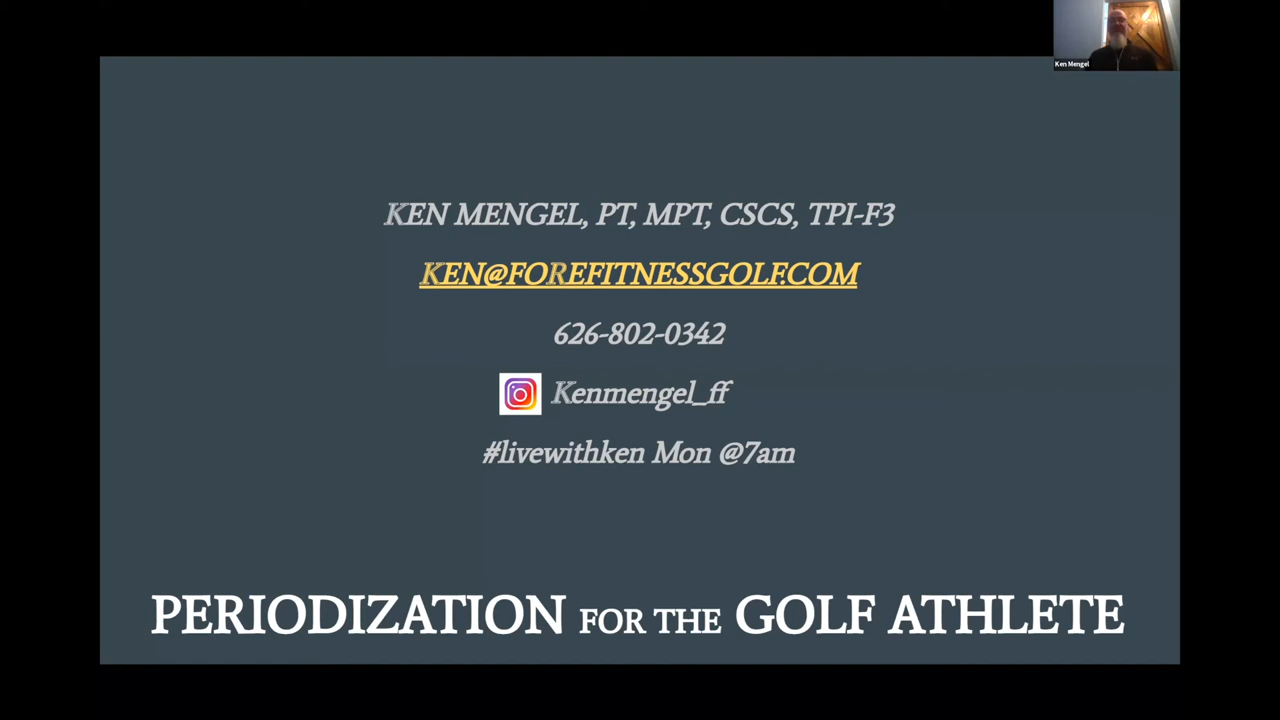 Ken Mengel
KEN MENGEL, PT, MPT, CSCS, TPI-F3
KEN@FOREFITNESSGOLF.COM
626-802-0342
Kenmengel_ff
#livewithken Mon @7am
PERIODIZATION FOR THE GOLF ATHLETE